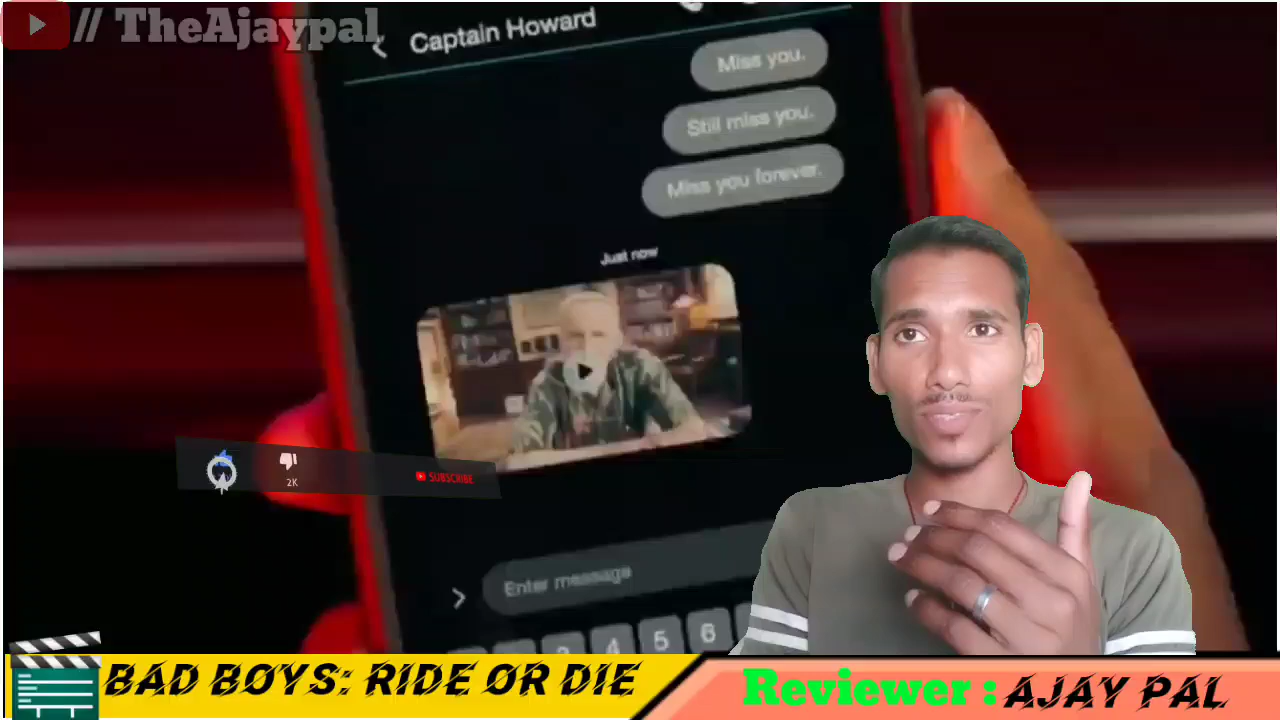 // TheAjaypal
Captain Howard
Miss you.
Still miss you.
Miss you forever.
Just now
2K
SUBSCRIBE
Enter message
3 4 5 6
BAD BOYS: RIDE OR DIE
Reviewer : AJAY PAL